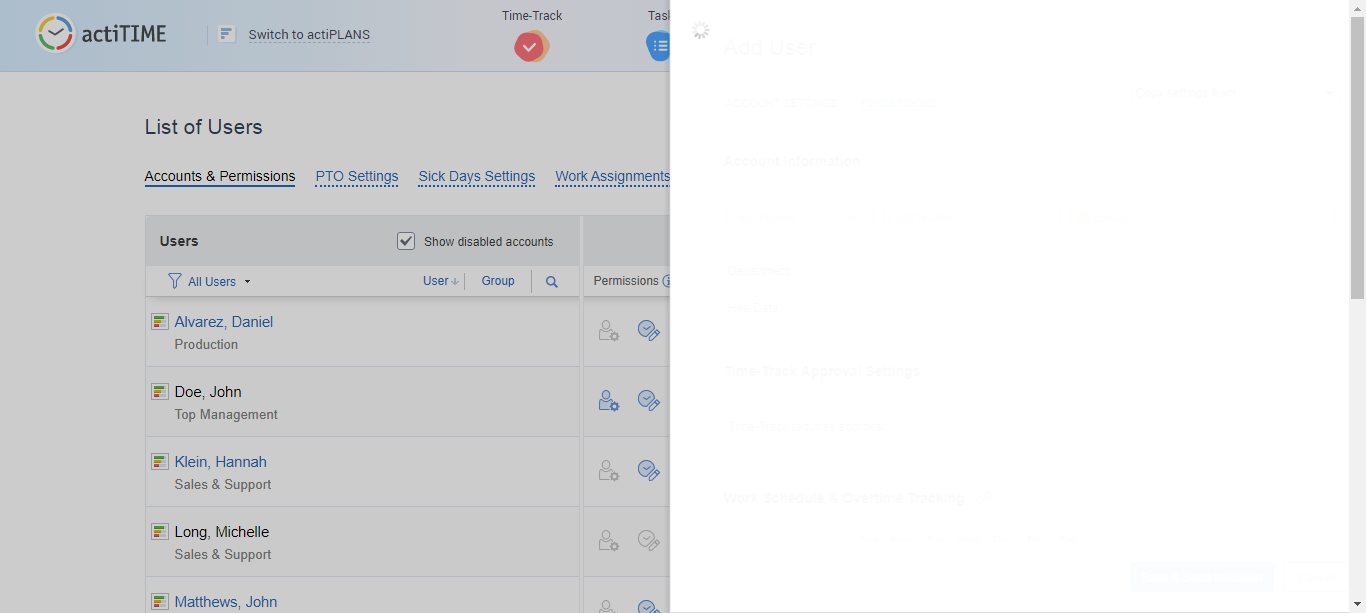 actiTIME
Switch to actiPLANS
Time-Track
Task
Add User
List of Users
Accounts & Permissions PTO Settings Sick Days Settings Work Assignments
Users Show disabled accounts
All Users User Group Permissions
Alvarez, Daniel
Production
Doe, John
Top Management
Klein, Hannah
Sales & Support
Long, Michelle
Sales & Support
Matthews, John
Account Information
Time-Track Approval Settings
Work Schedule & Overtime Tracking